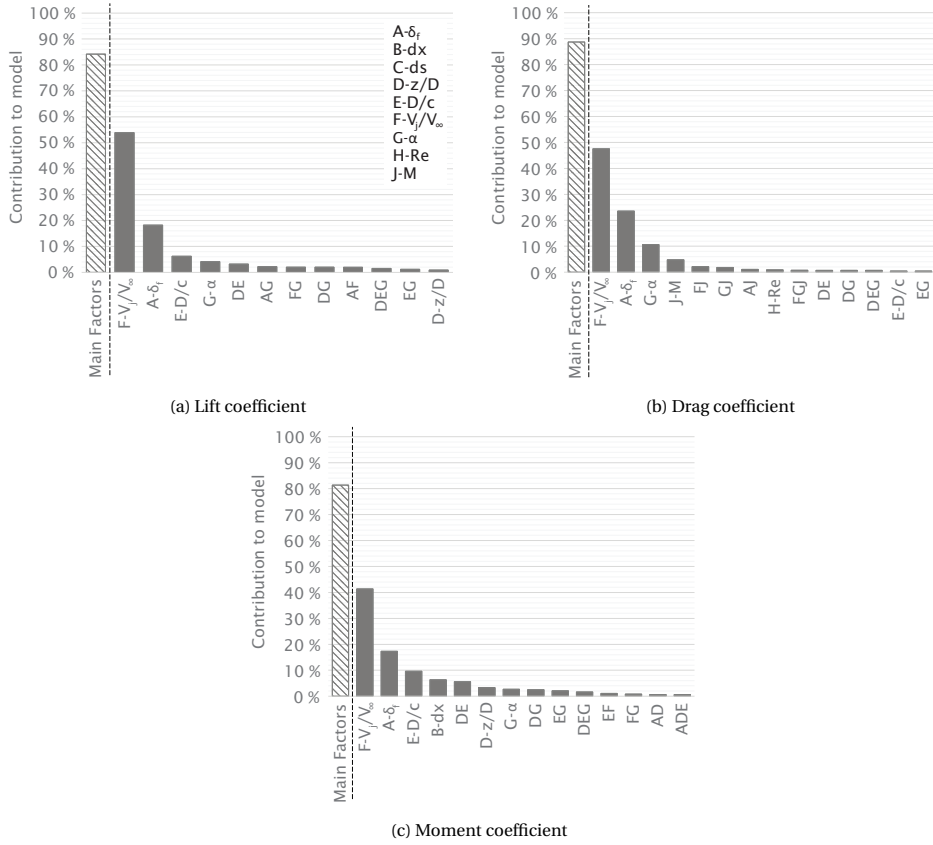 100 %
90 %
80 %
70 %
60 %
50 %
40 %
30 %
20 %
10 %
0 %
Contribution to model
A-δf
B-dx
C-ds
D-z/D
E-D/c
F-Vj/V∞
G-α
H-Re
J-M
Main Factors
F-Vj/V∞
A-δf
E-D/c
G-α
DE
AG
FG
DG
AF
DEG
EG
D-z/D
(a) Lift coefficient
100 %
90 %
80 %
70 %
60 %
50 %
40 %
30 %
20 %
10 %
0 %
Contribution to model
Main Factors
F-Vj/V∞
A-δf
G-α
J-M
FJ
GJ
AJ
H-Re
FGJ
DE
DG
DEG
E-D/c
EG
(b) Drag coefficient
100 %
90 %
80 %
70 %
60 %
50 %
40 %
30 %
20 %
10 %
0 %
Contribution to model
Main Factors
F-Vj/V∞
A-δf
E-D/c
B-dx
DE
D-z/D
G-α
DG
EG
DEG
EF
FG
AD
ADE
(c) Moment coefficient